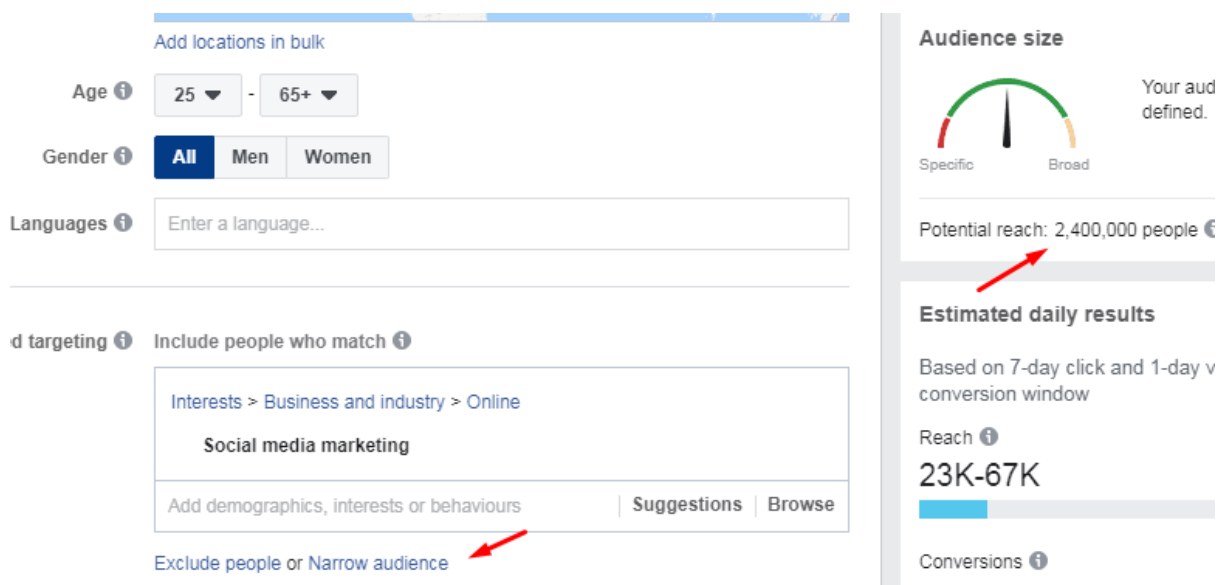 Add locations in bulk
Age
25 - 65+
Gender
All Men Women
Languages
Enter a language...
d targeting
Include people who match
Interests > Business and industry > Online
Social media marketing
Add demographics, interests or behaviours
Suggestions Browse
Exclude people or Narrow audience
Audience size
Your aud
defined.
Specific Broad
Potential reach: 2,400,000 people
Estimated daily results
Based on 7-day click and 1-day v
conversion window
Reach
23K-67K
Conversions